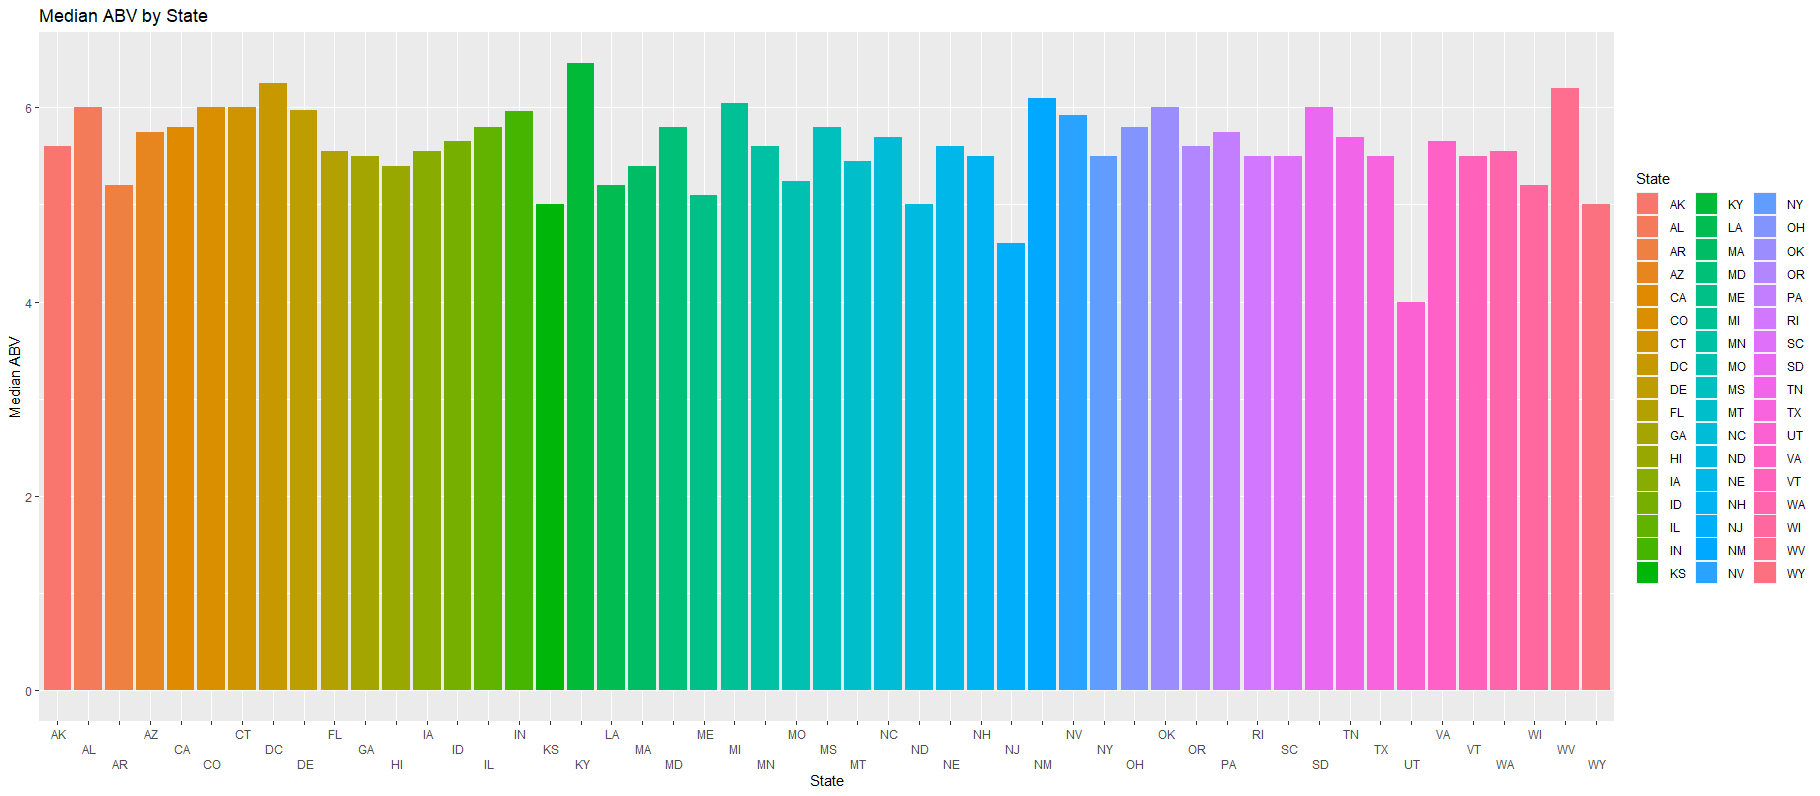 Median ABV by State
Median ABV
6
4
2
0
AK AZ CT FL IA IN LA ME MO NC NH NV OK RI TN VA WI
AL CA DC GA ID KS MA MI MS ND NJ NY OR SC TX VT WV
AR CO DE HI IL KY MD MN MT NE NM OH PA SD UT WA WY
State
State
AK KY NY
AL LA OH
AR MA OK
AZ MD OR
CA ME PA
CO MI RI
CT MN SC
DC MO SD
DE MS TN
FL MT TX
GA NC UT
HI ND VA
IA NE VT
ID NH WA
IL NJ WI
IN NM WV
KS NV WY